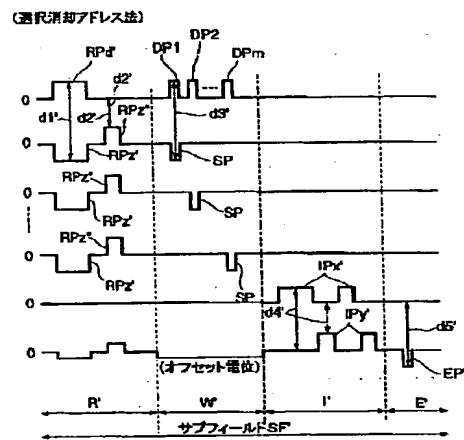 (選択消却アドレス法)
RPd' d2' DP1 DP2 DPm
0
RPz"
d1' d2' d3'
0
RPz' SP
RPz"
0
RPz' SP
RPz"
0
RPz' SP
IPx'
0
d4' IPy' d5'
0
(オフセット電位) EP'
R' W' I' E'
サブフィールドSF'